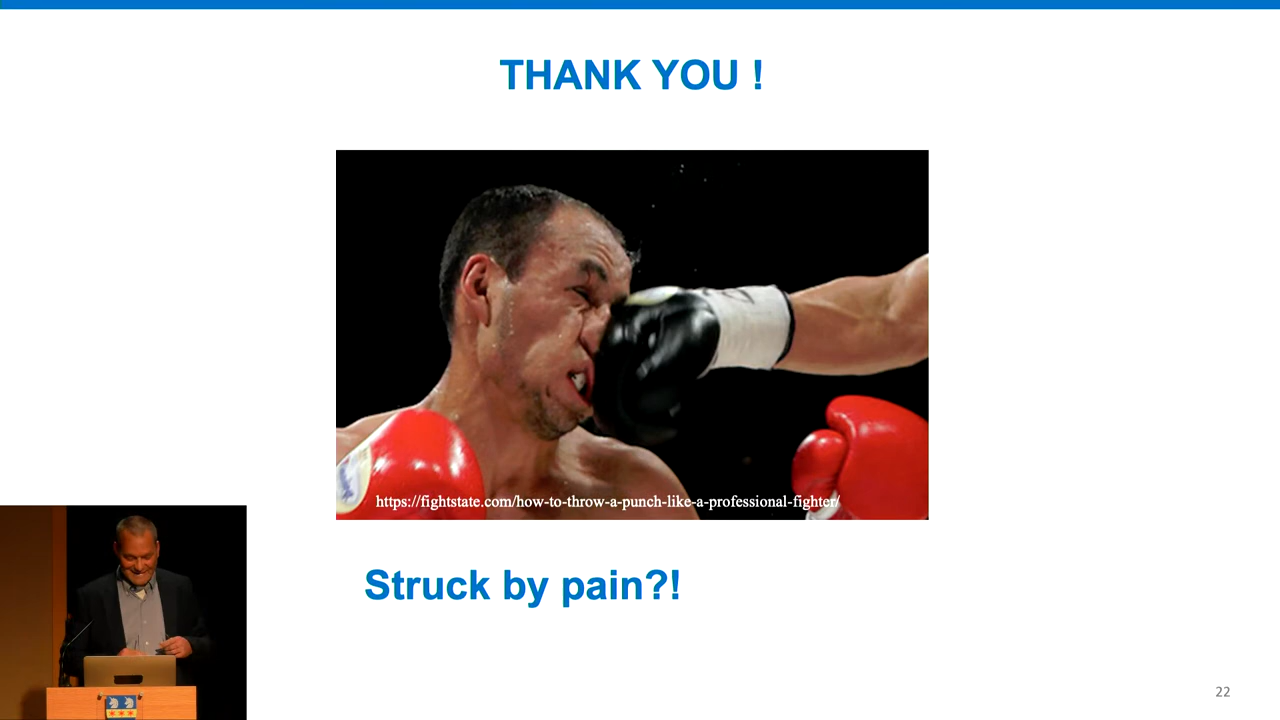 THANK YOU !
https://fightstate.com/how-to-throw-a-punch-like-a-professional-fighter/
Struck by pain?!
22